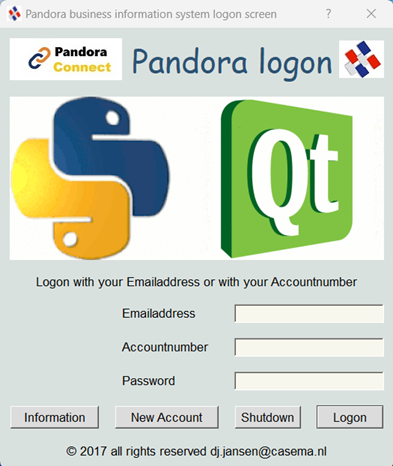 Pandora business information system logon screen
Pandora
Connect
Pandora logon
Qt
Logon with your Emailaddress or with your Accountnumber
Emailaddress
Accountnumber
Password
Information New Account Shutdown Logon
© 2017 all rights reserved dj.jansen@casema.nl